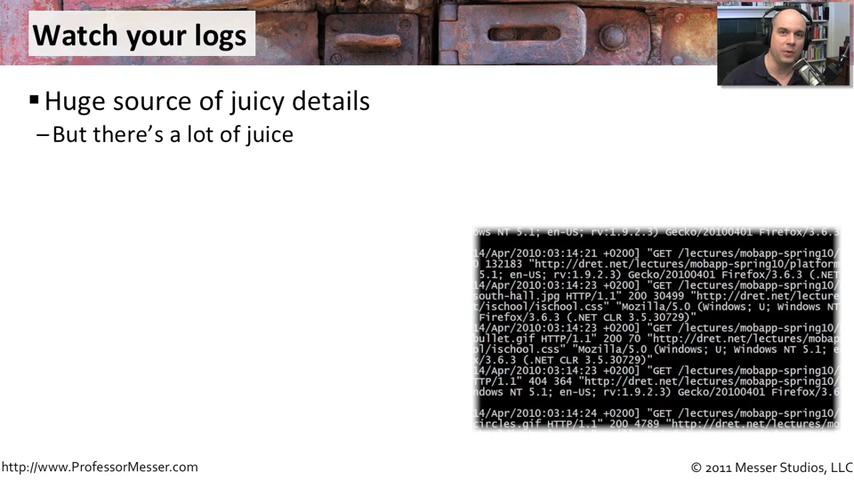 Watch your logs
Huge source of juicy details
–But there's a lot of juice
ows NT 5.1; en-US; rv:1.9.2.3) Gecko/20100401 Firefox/3.6.3
14/Apr/2010:03:14:21 +0200] "GET /lectures/mobapp-spring10/
0 132183 "http://dret.net/lectures/mobapp-spring10/platform
5.1; en-US; rv:1.9.2.3) Gecko/20100401 Firefox/3.6.3 (.NET
14/Apr/2010:03:14:23 +0200] "GET /lectures/mobapp-spring10/
south-hall.jpg HTTP/1.1" 200 30499 "http://dret.net/lecture
t/ischool/ischool.css" "Mozilla/5.0 (Windows; U; Windows NT
Firefox/3.6.3 (.NET CLR 3.5.30729)"
14/Apr/2010:03:14:23 +0200] "GET /lectures/mobapp-spring10/
bullet.gif HTTP/1.1" 200 70 "http://dret.net/lectures/mobap
l/ischool.css" "Mozilla/5.0 (Windows; U; Windows NT 5.1; e
x/3.6.3 (.NET CLR 3.5.30729)"
14/Apr/2010:03:14:23 +0200] "GET /lectures/mobapp-spring10/
TTP/1.1" 404 364 "http://dret.net/lectures/mobapp-spring10/
ndows NT 5.1; en-US; rv:1.9.2.3) Gecko/20100401 Firefox/3.6
14/Apr/2010:03:14:24 +0200] "GET /lectures/mobapp-spring10/
circles.gif HTTP/1.1" 200 4789 "http://dret.net/lectures/mo
http://www.ProfessorMesser.com
© 2011 Messer Studios, LLC